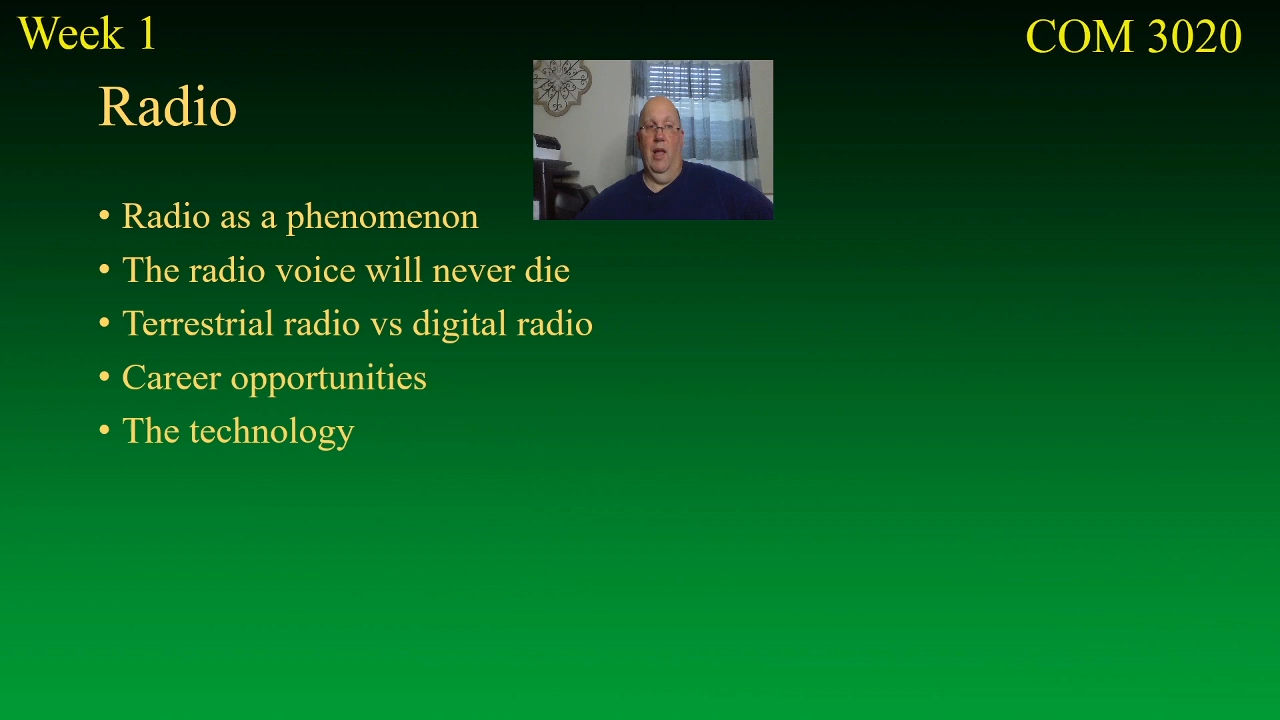 Week 1
COM 3020
Radio
• Radio as a phenomenon
• The radio voice will never die
• Terrestrial radio vs digital radio
• Career opportunities
• The technology